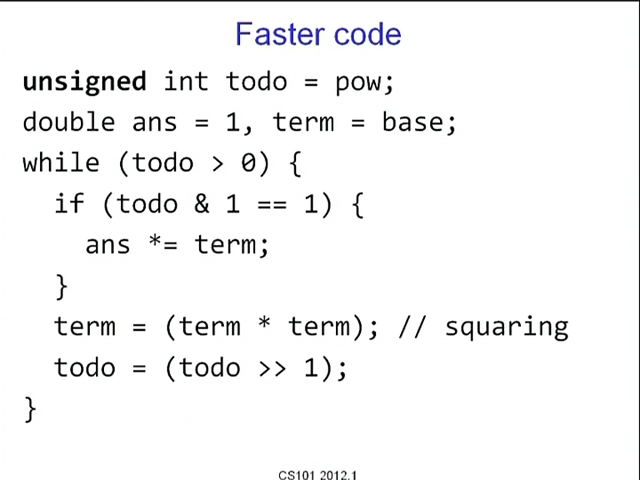 Faster code
unsigned int todo = pow;
double ans = 1, term = base;
while (todo > 0) {
if (todo & 1 == 1) {
ans *= term;
}
term = (term * term); // squaring
todo = (todo >> 1);
}
CS101 2012.1